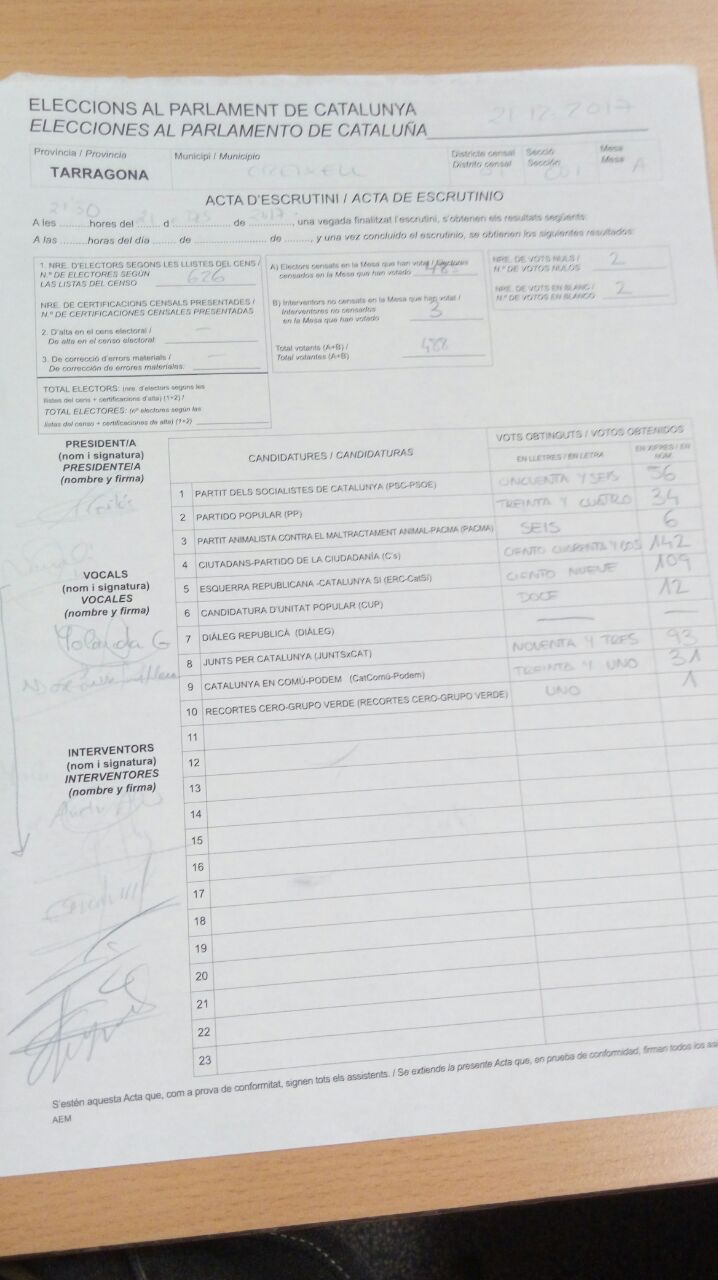 ELECCIONS AL PARLAMENT DE CATALUNYA
ELECCIONES AL PARLAMENTO DE CATALUÑA 21-12-2017
Provincia / Provincia
TARRAGONA
Municipi / Municipio
CREIXELL
Districte censal
Distrito censal
01
Secció
Sección
001
Mesa
Mesa
A
ACTA D'ESCRUTINI / ACTA DE ESCRUTINIO
A les 21'30 hores del 21 d de 2017, una vegada finalitzat l'escrutini, s'obtenen els resultats següents:
A las ..........horas del día ....... de ..................... de ........, y una vez concluido el escrutinio, se obtienen los siguientes resultados:
1. NRE. D'ELECTORS SEGONS LES LLISTES DEL CENS /
N.º DE ELECTORES SEGÚN
LAS LISTAS DEL CENSO 626
NRE. DE CERTIFICACIONS CENSALS PRESENTADES /
N.º DE CERTIFICACIONES CENSALES PRESENTADAS
2. D'alta en el cens electoral / —
De alta en el censo electoral:
3. De correcció d'errors materials / —
De corrección de errores materiales:
TOTAL ELECTORS: (nre. d'electors segons les
llistes del cens + certificacions d'alta) (1+2) /
TOTAL ELECTORES: (nº electores según las
listas del censo + certificaciones de alta) (1+2)
A) Electors censats en la Mesa que han votat / Electores
censados en la Mesa que han votado
B) Interventors no censats en la Mesa que han votat /
Interventores no censados
en la Mesa que han votado 3
Total votants (A+B) /
Total votantes (A+B) 488
NRE. DE VOTS NULS /
N.º DE VOTOS NULOS 2
NRE. DE VOTS EN BLANC /
N.º DE VOTOS EN BLANCO 2
PRESIDENT/A
(nom i signatura)
PRESIDENTE/A
(nombre y firma)
VOCALS
(nom i signatura)
VOCALES
(nombre y firma)
Yolanda G
INTERVENTORS
(nom i signatura)
INTERVENTORES
(nombre y firma)
CANDIDATURES / CANDIDATURAS
VOTS OBTINGUTS / VOTOS OBTENIDOS
EN LLETRES / EN LETRA
EN XIFRES / EN NÚM.
1 PARTIT DELS SOCIALISTES DE CATALUNYA (PSC-PSOE) CINCUENTA Y SEIS 56
2 PARTIDO POPULAR (PP) TREINTA Y CUATRO 34
3 PARTIT ANIMALISTA CONTRA EL MALTRACTAMENT ANIMAL-PACMA (PACMA) SEIS 6
4 CIUTADANS-PARTIDO DE LA CIUDADANÍA (C's) CIENTO CUARENTA Y DOS 142
5 ESQUERRA REPUBLICANA -CATALUNYA SÍ (ERC-CatSí) CIENTO NUEVE 109
6 CANDIDATURA D'UNITAT POPULAR (CUP) DOCE 12
7 DIÀLEG REPUBLICÀ (DIÀLEG) — —
8 JUNTS PER CATALUNYA (JUNTSxCAT) NOVENTA Y TRES 93
9 CATALUNYA EN COMÚ-PODEM (CatComú-Podem) TREINTA Y UNO 31
10 RECORTES CERO-GRUPO VERDE (RECORTES CERO-GRUPO VERDE) UNO 1
11
12
13
14
15
16
17
18
19
20
21
22
23
S'estén aquesta Acta que, com a prova de conformitat, signen tots els assistents. / Se extiende la presente Acta que, en prueba de conformidad, firman todos los
AEM